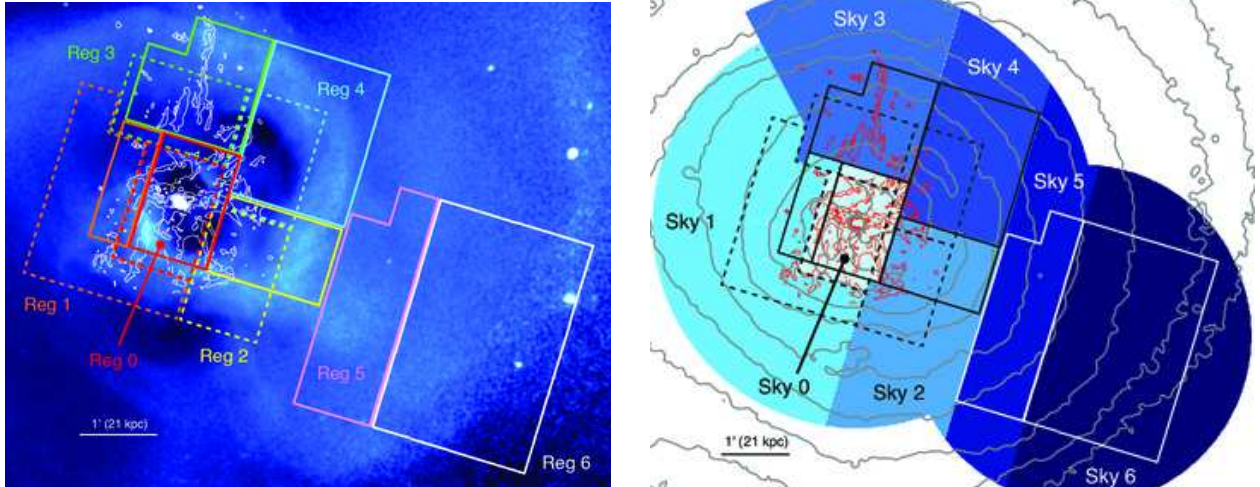 Reg 3
Reg 4
Reg 1
Reg 0
Reg 2
Reg 5
Reg 6
1' (21 kpc)
Sky 3
Sky 4
Sky 5
Sky 1
Sky 0
Sky 2
Sky 6
1' (21 kpc)